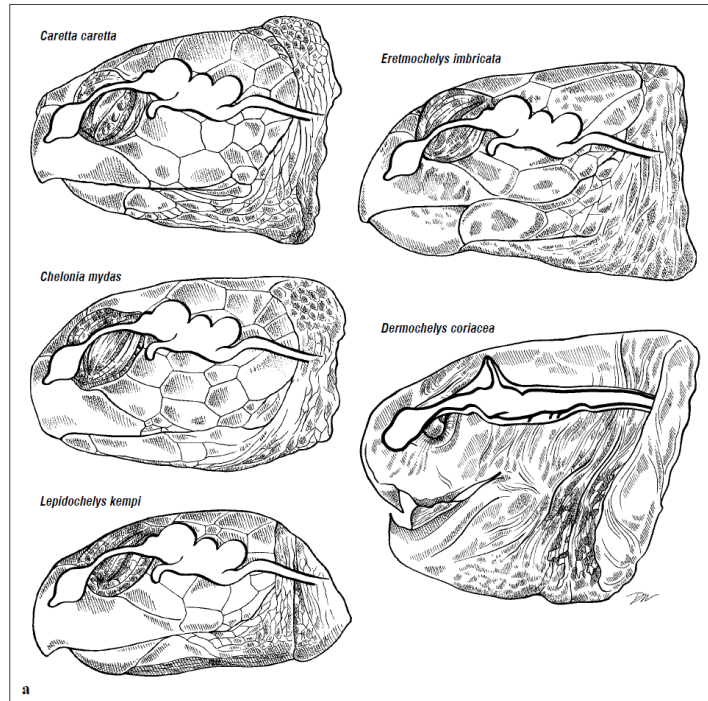 Caretta caretta
Eretmochelys imbricata
Chelonia mydas
Dermochelys coriacea
Lepidochelys kempi
a